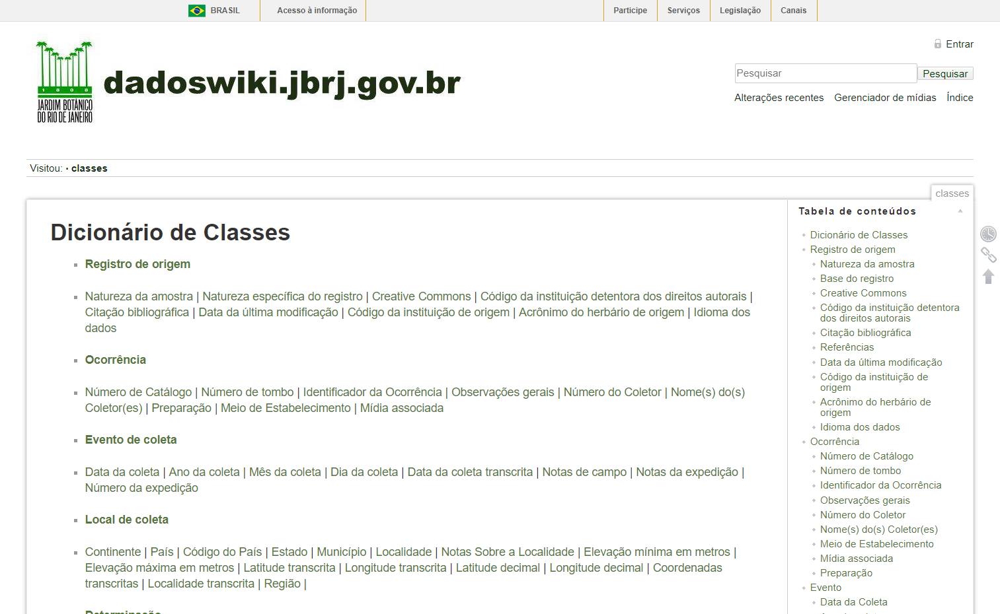 BRASIL
Acesso à informação
Participe
Serviços
Legislação
Canais
Entrar
1 8 0 8
JARDIM BOTÂNICO
DO RIO DE JANEIRO
dadoswiki.jbrj.gov.br
Pesquisar
Pesquisar
Alterações recentes Gerenciador de mídias Índice
Visitou: • classes
classes
Dicionário de Classes
Registro de origem
Natureza da amostra | Natureza específica do registro | Creative Commons | Código da instituição detentora dos direitos autorais |
Citação bibliográfica | Data da última modificação | Código da instituição de origem | Acrônimo do herbário de origem | Idioma dos
dados
Ocorrência
Número de Catálogo | Número de tombo | Identificador da Ocorrência | Observações gerais | Número do Coletor | Nome(s) do(s)
Coletor(es) | Preparação | Meio de Estabelecimento | Mídia associada
Evento de coleta
Data da coleta | Ano da coleta | Mês da coleta | Dia da coleta | Data da coleta transcrita | Notas de campo | Notas da expedição |
Número da expedição
Local de coleta
Continente | País | Código do País | Estado | Município | Localidade | Notas Sobre a Localidade | Elevação mínima em metros |
Elevação máxima em metros | Latitude transcrita | Longitude transcrita | Latitude decimal | Longitude decimal | Coordenadas
transcritas | Localidade transcrita | Região |
Determinação
Tabela de conteúdos
Dicionário de Classes
Registro de origem
Natureza da amostra
Base do registro
Creative Commons
Código da instituição detentora
dos direitos autorais
Citação bibliográfica
Referências
Data da última modificação
Código da instituição de
origem
Acrônimo do herbário de
origem
Idioma dos dados
Ocorrência
Número de Catálogo
Número de tombo
Identificador da Ocorrência
Observações gerais
Número do Coletor
Nome(s) do(s) Coletor(es)
Meio de Estabelecimento
Mídia associada
Preparação
Evento
Data da Coleta